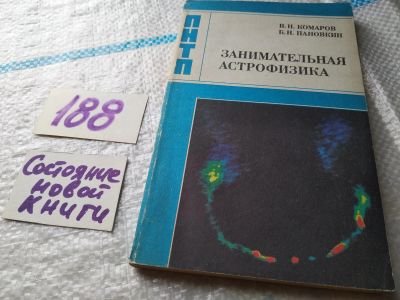 ПНТП
В. Н. КОМАРОВ
Б. Н. ПАНОВКИН
ЗАНИМАТЕЛЬНАЯ
АСТРОФИЗИКА
188
Состояние
новой
книги